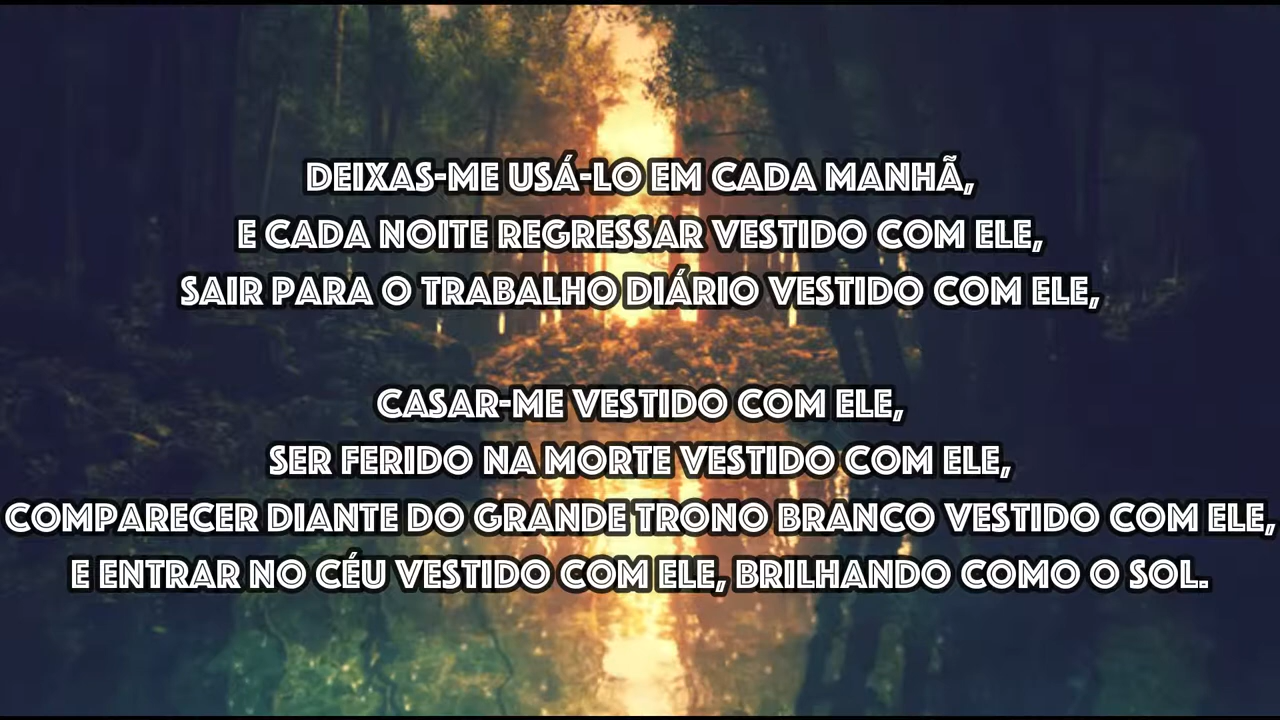 DEIXAS-ME USÁ-LO EM CADA MANHÃ,
E CADA NOITE REGRESSAR VESTIDO COM ELE,
SAIR PARA O TRABALHO DIÁRIO VESTIDO COM ELE,
CASAR-ME VESTIDO COM ELE,
SER FERIDO NA MORTE VESTIDO COM ELE,
COMPARECER DIANTE DO GRANDE TRONO BRANCO VESTIDO COM ELE,
E ENTRAR NO CÉU VESTIDO COM ELE, BRILHANDO COMO O SOL.